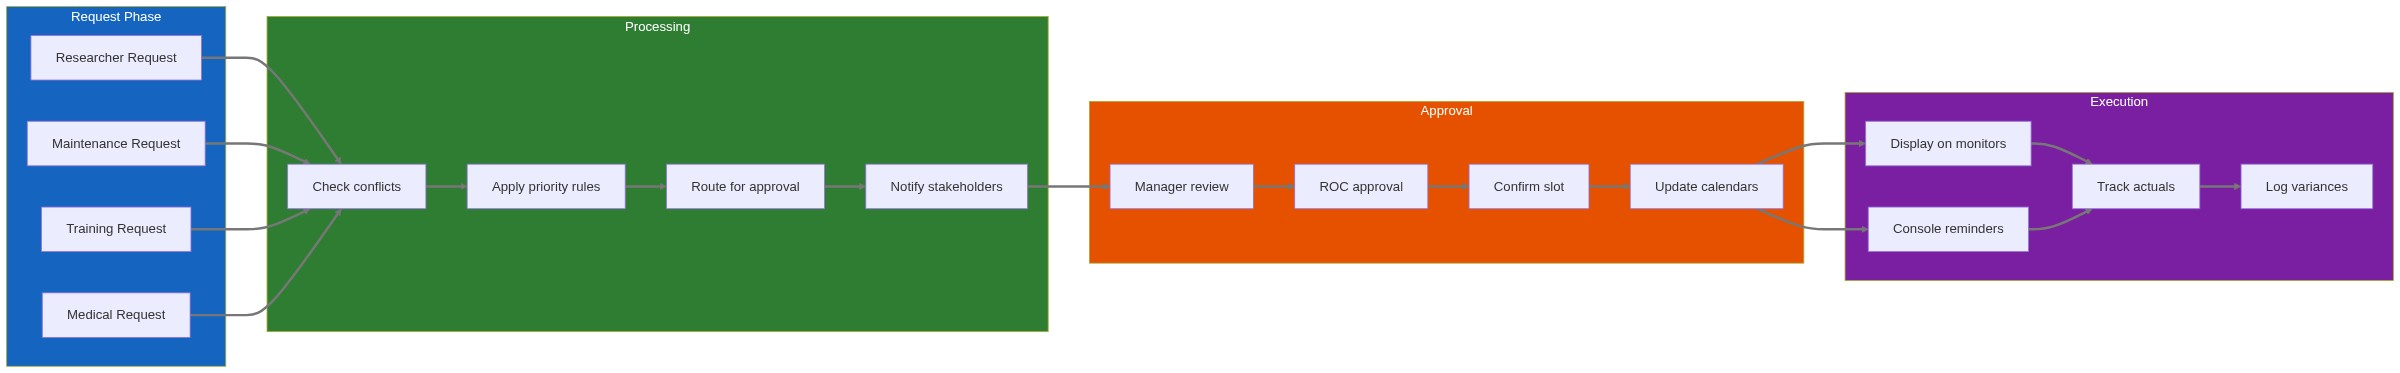 Request Phase
Researcher Request
Maintenance Request
Training Request
Medical Request
Processing
Check conflicts
Apply priority rules
Route for approval
Notify stakeholders
Approval
Manager review
ROC approval
Confirm slot
Update calendars
Execution
Display on monitors
Console reminders
Track actuals
Log variances